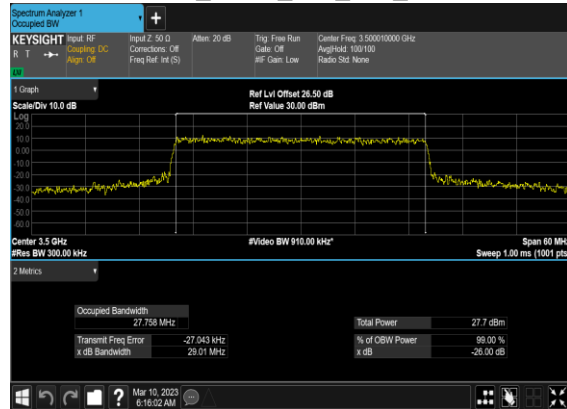 Spectrum Analyzer 1
Occupied BW
+
KEYSIGHT Input: RF Input Z: 50 Ω Atten: 20 dB Trig: Free Run Center Freq: 3.500010000 GHz
R T Coupling: DC Corrections: Off Gate: Off Avg|Hold: 100/100
Align: Off Freq Ref: Int (S) #IF Gain: Low Radio Std: None
1 Graph
Ref Lvl Offset 26.50 dB
Scale/Div 10.0 dB Ref Value 30.00 dBm
Log
20.0
10.0
0.00
-10.0
-20.0
-30.0
-40.0
-50.0
-60.0
Center 3.5 GHz #Video BW 910.00 kHz* Span 60 MHz
#Res BW 300.00 kHz Sweep 1.00 ms (1001 pts
2 Metrics
Occupied Bandwidth
27.758 MHz Total Power 27.7 dBm
Transmit Freq Error -27.043 kHz % of OBW Power 99.00 %
x dB Bandwidth 29.01 MHz x dB -26.00 dB
? Mar 10, 2023
6:16:02 AM